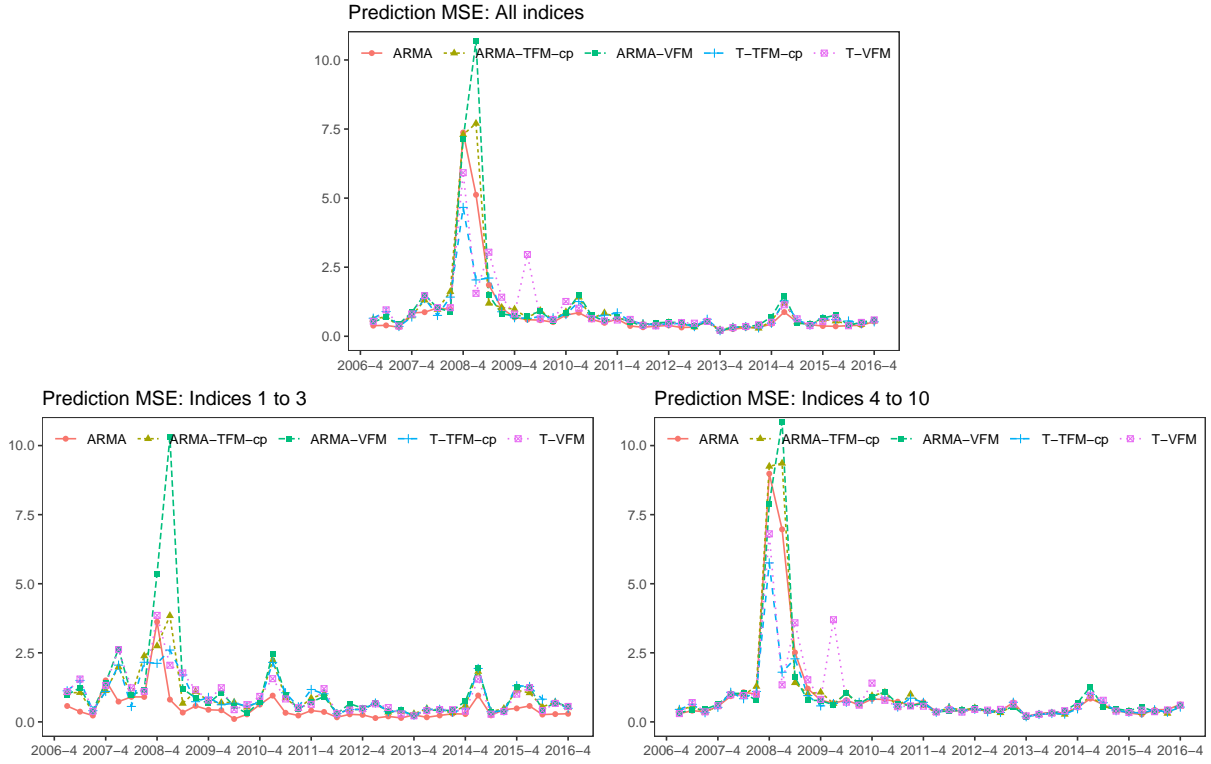 Prediction MSE: All indices
ARMA ARMA−TFM−cp ARMA−VFM T−TFM−cp T−VFM
10.0
7.5
5.0
2.5
0.0
2006−4 2007−4 2008−4 2009−4 2010−4 2011−4 2012−4 2013−4 2014−4 2015−4 2016−4
Prediction MSE: Indices 1 to 3
ARMA ARMA−TFM−cp ARMA−VFM T−TFM−cp T−VFM
10.0
7.5
5.0
2.5
0.0
2006−4 2007−4 2008−4 2009−4 2010−4 2011−4 2012−4 2013−4 2014−4 2015−4 2016−4
Prediction MSE: Indices 4 to 10
ARMA ARMA−TFM−cp ARMA−VFM T−TFM−cp T−VFM
10.0
7.5
5.0
2.5
0.0
2006−4 2007−4 2008−4 2009−4 2010−4 2011−4 2012−4 2013−4 2014−4 2015−4 2016−4